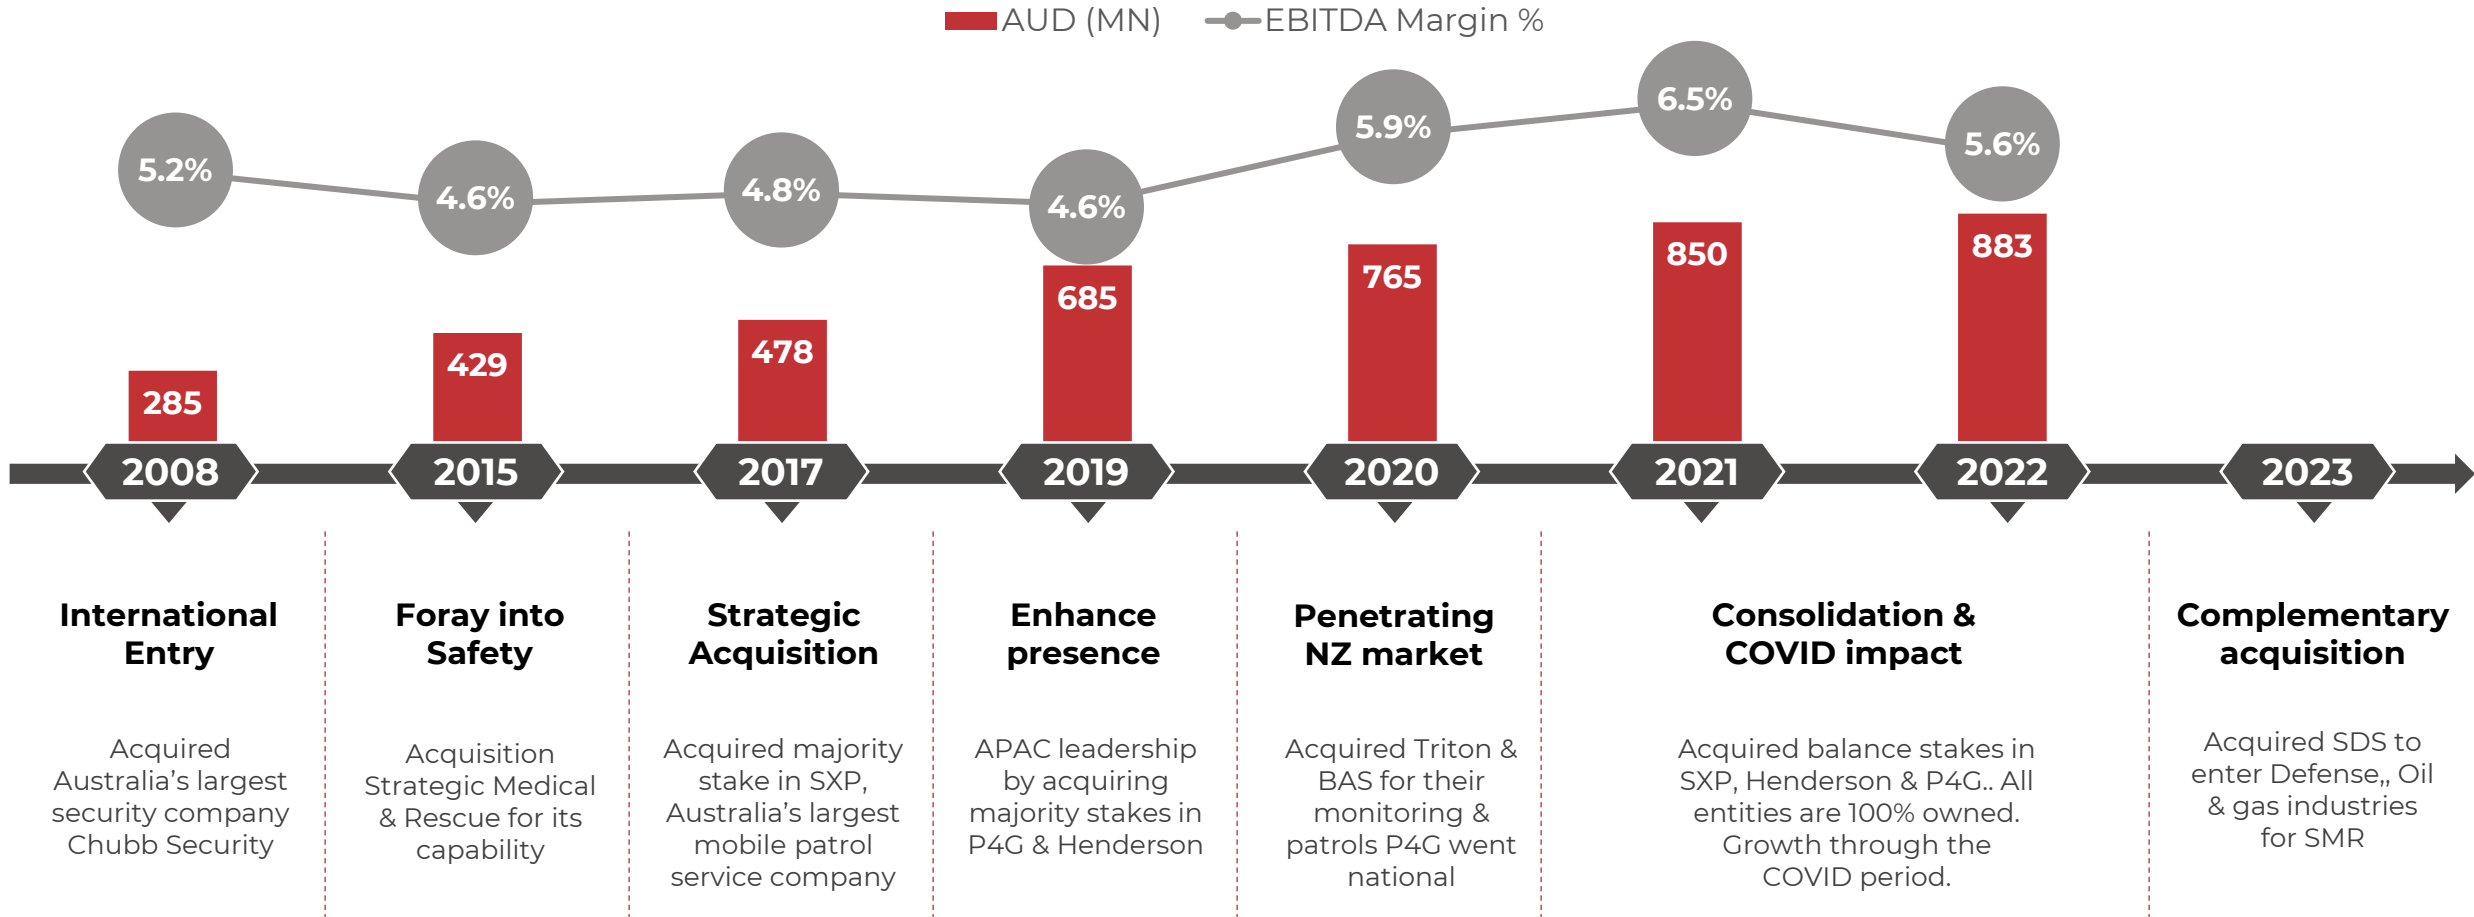 AUD (MN) EBITDA Margin %
5.2% 4.6% 4.8% 4.6% 5.9% 6.5% 5.6%
285 429 478 685 765 850 883
2008 2015 2017 2019 2020 2021 2022 2023
International
Entry
Acquired
Australia’s largest
security company
Chubb Security
Foray into
Safety
Acquisition
Strategic Medical
& Rescue for its
capability
Strategic
Acquisition
Acquired majority
stake in SXP,
Australia’s largest
mobile patrol
service company
Enhance
presence
APAC leadership
by acquiring
majority stakes in
P4G & Henderson
Penetrating
NZ market
Acquired Triton &
BAS for their
monitoring &
patrols P4G went
national
Consolidation &
COVID impact
Acquired balance stakes in
SXP, Henderson & P4G.. All
entities are 100% owned.
Growth through the
COVID period.
Complementary
acquisition
Acquired SDS to
enter Defense,, Oil
& gas industries
for SMR